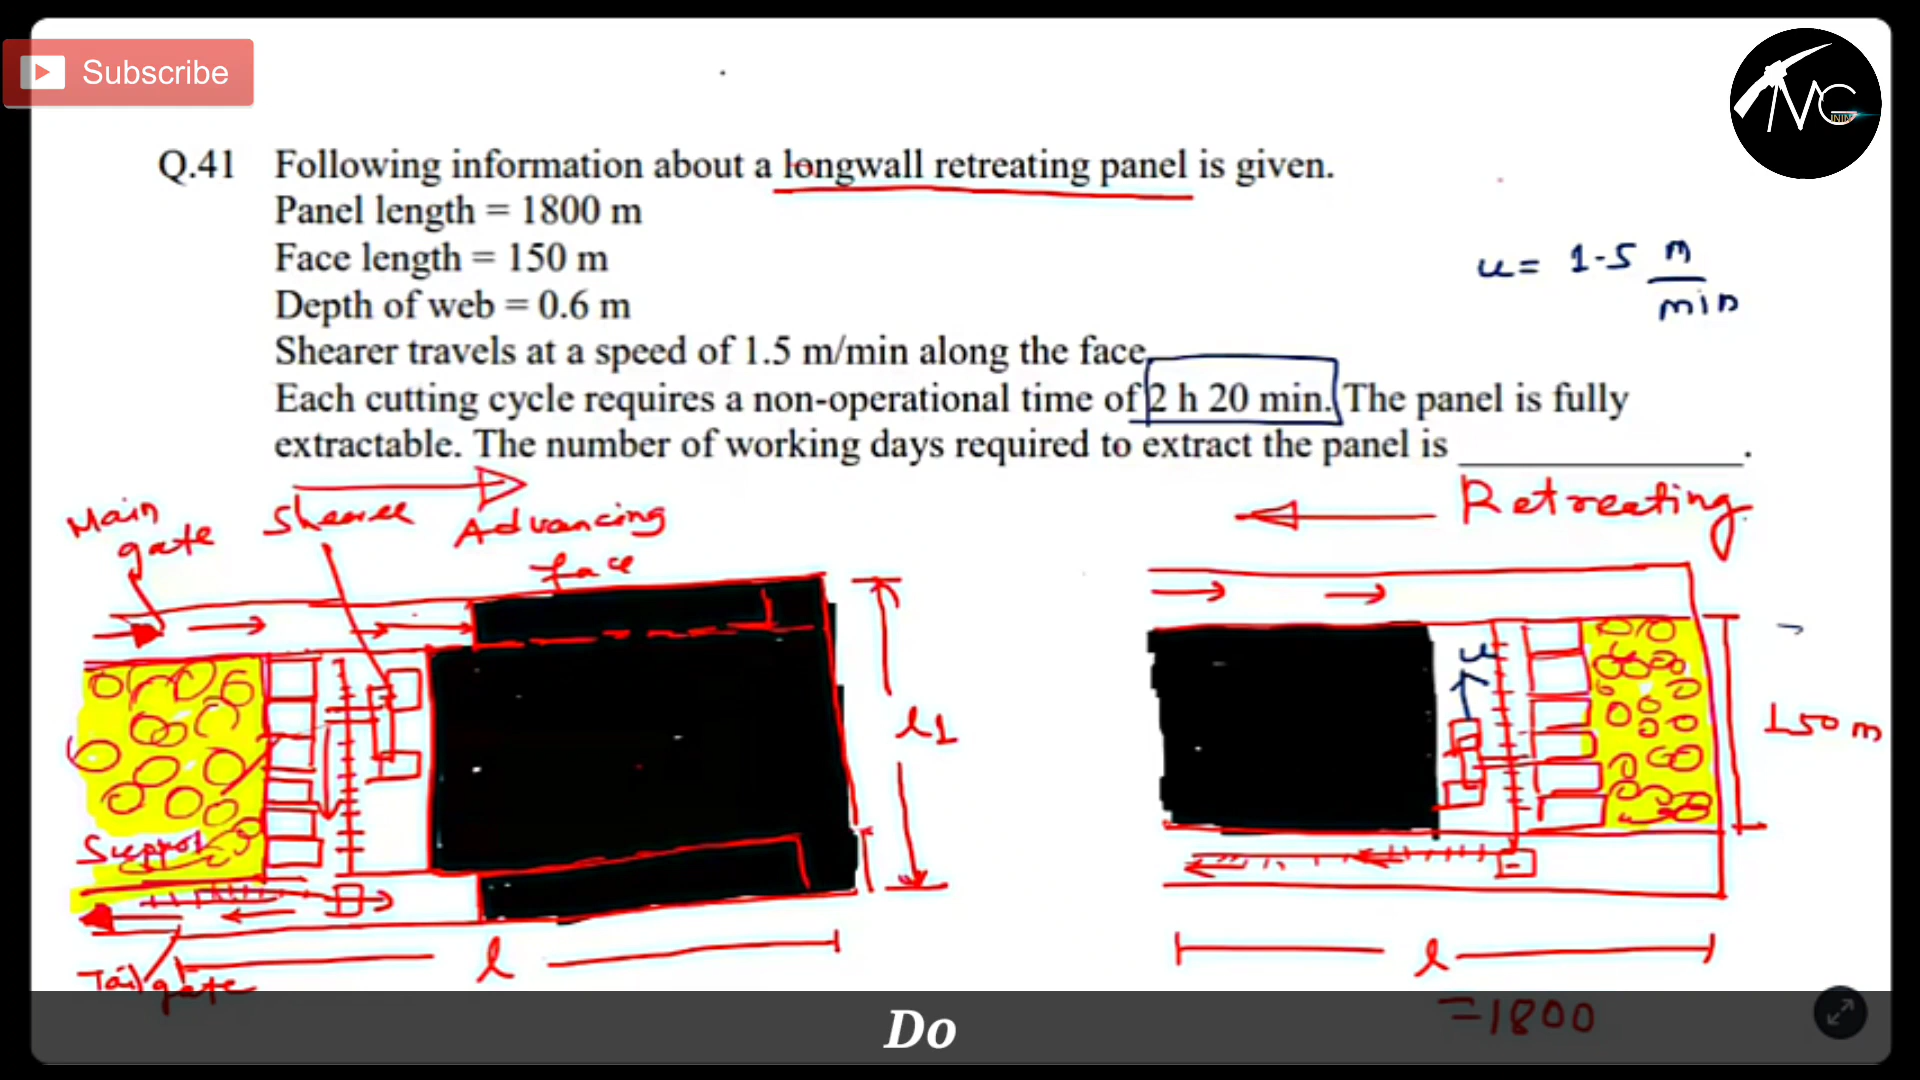 Subscribe
MG
INING
Q.41 Following information about a longwall retreating panel is given.
Panel length = 1800 m
Face length = 150 m
Depth of web = 0.6 m
Shearer travels at a speed of 1.5 m/min along the face.
Each cutting cycle requires a non-operational time of 2 h 20 min. The panel is fully
extractable. The number of working days required to extract the panel is ____________.
u = 1.5 m/min
Main gate
Shearer
Advancing face
Retreating
u
l1
150 m
Support
Tail gate
l
l
=1800
Do